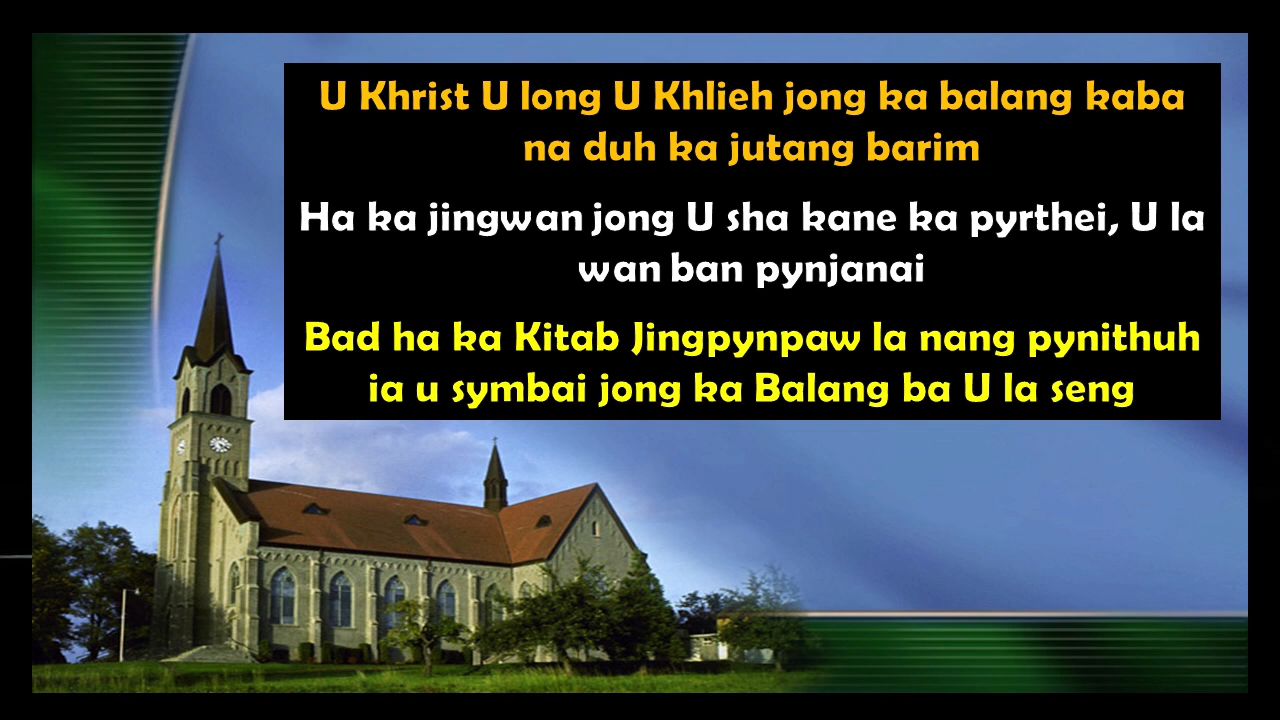 U Khrist U long U Khlieh jong ka balang kaba
na duh ka jutang barim
Ha ka jingwan jong U sha kane ka pyrthei, U la
wan ban pynjanai
Bad ha ka Kitab Jingpynpaw la nang pynithuh
ia u symbai jong ka Balang ba U la seng